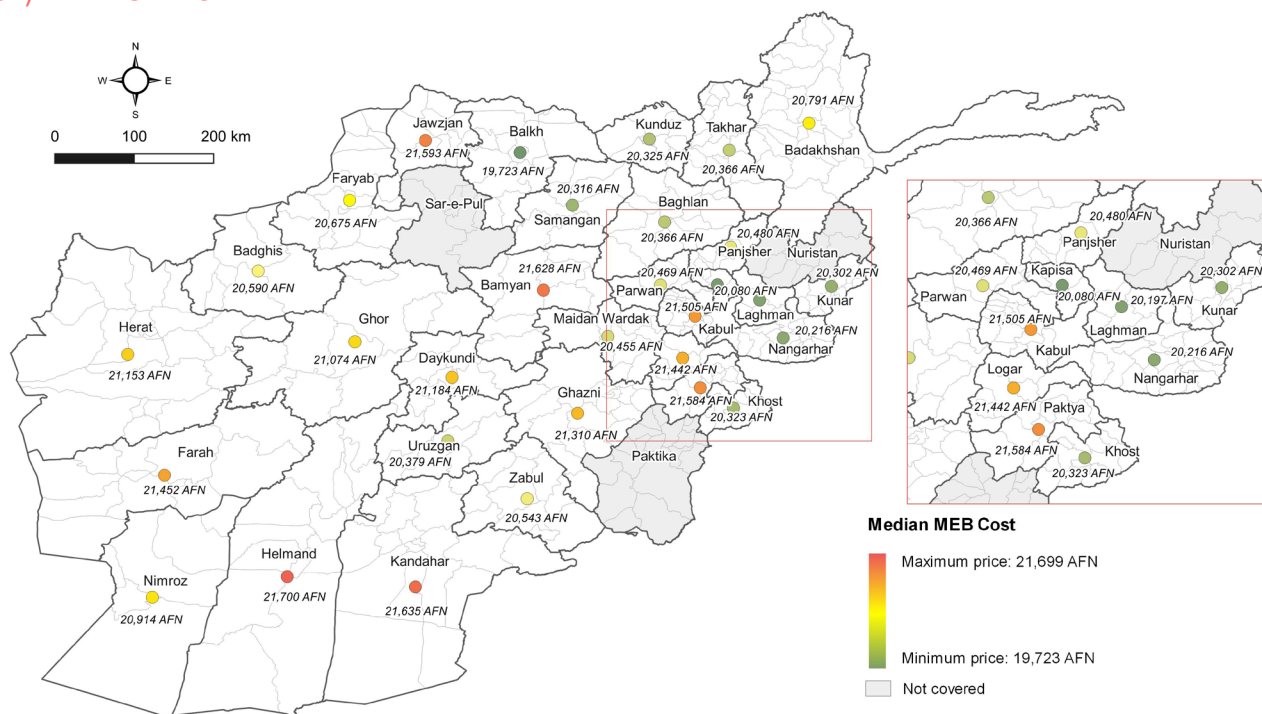 N
W E
S
0 100 200 km
Jawzjan
21,593 AFN
Balkh
19,723 AFN
Kunduz
20,325 AFN
Takhar
20,366 AFN
20,791 AFN
Badakhshan
Faryab
20,675 AFN
Sar-e-Pul
20,316 AFN
Samangan
Baghlan
20,366 AFN
20,480 AFN
Panjsher
Nuristan
Badghis
20,590 AFN
21,628 AFN
Bamyan
20,469 AFN
Parwan
20,080 AFN
20,302 AFN
Kunar
Laghman
21,505 AFN
Kabul
20,216 AFN
Nangarhar
Herat
21,153 AFN
Ghor
21,074 AFN
Maidan Wardak
20,455 AFN
Daykundi
21,184 AFN
21,442 AFN
21,584 AFN
Khost
20,323 AFN
Ghazni
21,310 AFN
Uruzgan
20,379 AFN
Paktika
Farah
21,452 AFN
Zabul
20,543 AFN
Helmand
21,700 AFN
Kandahar
21,635 AFN
Nimroz
20,914 AFN
20,366 AFN
20,480 AFN
Panjsher
Nuristan
20,469 AFN
Parwan
Kapisa
20,080 AFN
20,197 AFN
Laghman
20,302 AFN
Kunar
21,505 AFN
Kabul
20,216 AFN
Nangarhar
Logar
21,442 AFN
Paktya
21,584 AFN
Khost
20,323 AFN
Median MEB Cost
Maximum price: 21,699 AFN
Minimum price: 19,723 AFN
Not covered